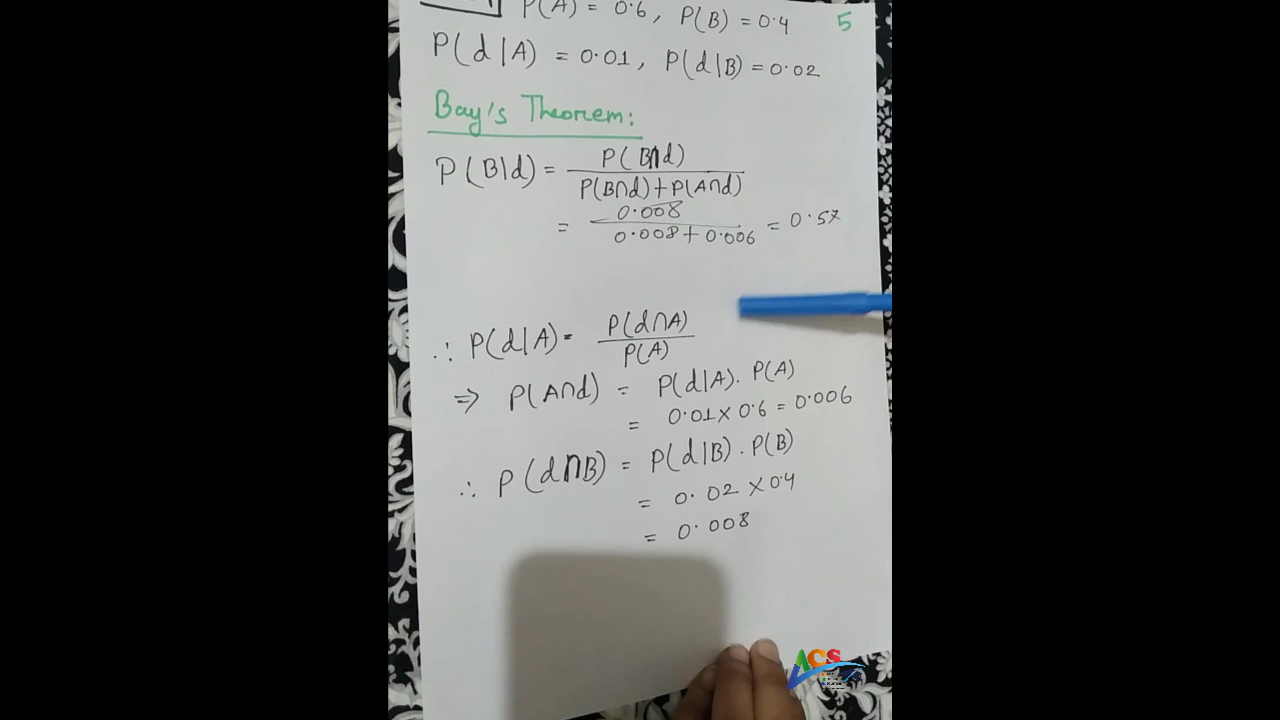 P(A) = 0.6, P(B) = 0.4
5
P(d|A) = 0.01, P(d|B) = 0.02
Bay's Theorem:
P(B|d) = P(B∩d) / P(B∩d)+P(A∩d)
= 0.008 / 0.008+0.006 = 0.57
∴ P(d|A) = P(d∩A) / P(A)
⇒ P(A∩d) = P(d|A). P(A)
= 0.01 × 0.6 = 0.006
∴ P(d∩B) = P(d|B) . P(B)
= 0.02 × 0.4
= 0.008
ACS